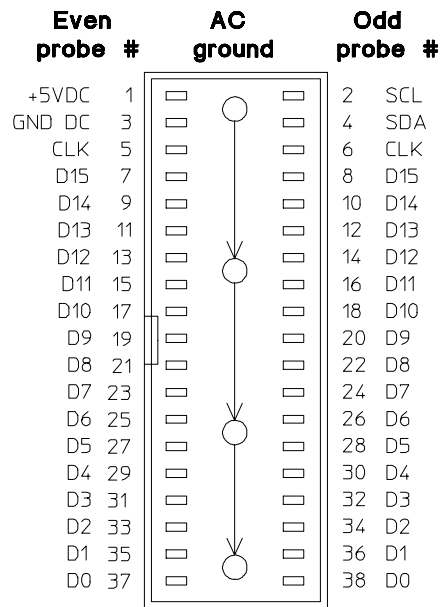 Even AC Odd
probe # ground probe #
+5VDC 1 2 SCL
GND DC 3 4 SDA
CLK 5 6 CLK
D15 7 8 D15
D14 9 10 D14
D13 11 12 D13
D12 13 14 D12
D11 15 16 D11
D10 17 18 D10
D9 19 20 D9
D8 21 22 D8
D7 23 24 D7
D6 25 26 D6
D5 27 28 D5
D4 29 30 D4
D3 31 32 D3
D2 33 34 D2
D1 35 36 D1
D0 37 38 D0